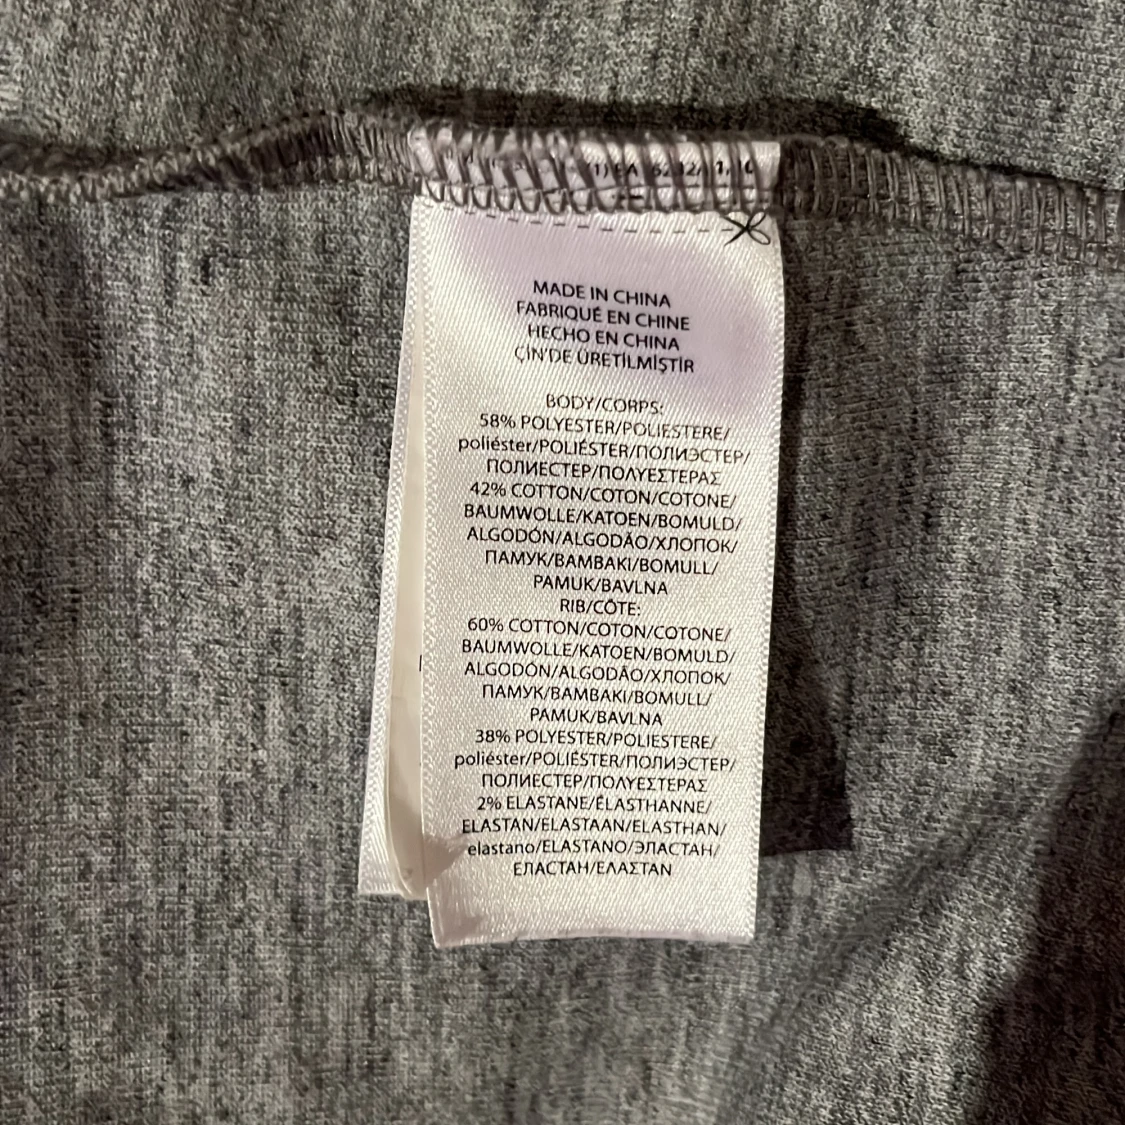 MADE IN CHINA
FABRIQUÉ EN CHINE
HECHO EN CHINA
ÇİN'DE ÜRETİLMİŞTİR
BODY/CORPS:
58% POLYESTER/POLIESTERE/
poliéster/POLIÉSTER/ПОЛИЭСТЕР/
ПОЛИЕСТЕР/ΠΟΛΥΕΣΤΕΡΑΣ
42% COTTON/COTON/COTONE/
BAUMWOLLE/KATOEN/BOMULD/
ALGODÓN/ALGODÃO/ХЛОПОК/
ПАМУК/ΒΑΜΒΑΚΙ/BOMULL/
PAMUK/BAVLNA
RIB/CÔTE:
60% COTTON/COTON/COTONE/
BAUMWOLLE/KATOEN/BOMULD/
ALGODÓN/ALGODÃO/ХЛОПОК/
ПАМУК/ΒΑΜΒΑΚΙ/BOMULL/
PAMUK/BAVLNA
38% POLYESTER/POLIESTERE/
poliéster/POLIÉSTER/ПОЛИЭСТЕР/
ПОЛИЕСТЕР/ΠΟΛΥΕΣΤΕΡΑΣ
2% ELASTANE/ÉLASTHANNE/
ELASTAN/ELASTAAN/ELASTHAN/
elastano/ELASTANO/ЭЛАСТАН/
ЕЛАСТАН/ΕΛΑΣΤΑΝ